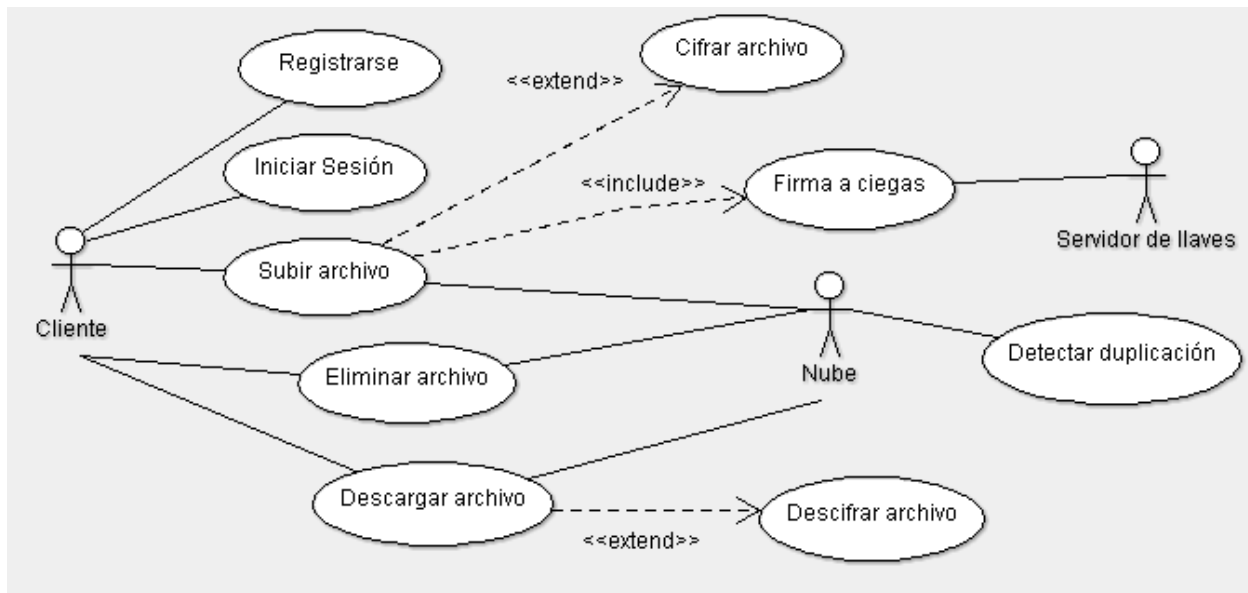 Cifrar archivo
Registrarse
<<extend>>
Iniciar Sesión
<<include>>
Firma a ciegas
Servidor de llaves
Subir archivo
Cliente
Detectar duplicación
Eliminar archivo
Nube
Descargar archivo
Descifrar archivo
<<extend>>